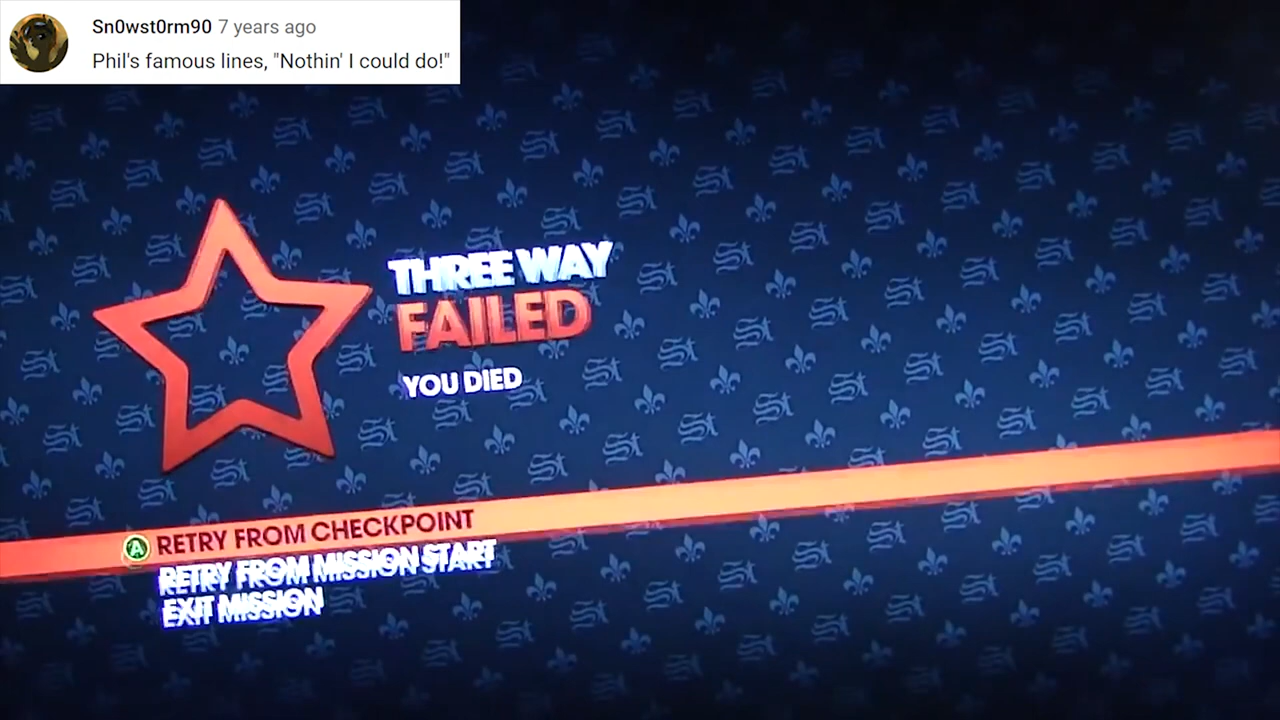 Sn0wst0rm90 7 years ago
Phil's famous lines, "Nothin' I could do!"
THREE WAY
FAILED
YOU DIED
A RETRY FROM CHECKPOINT
RETRY FROM MISSION START
EXIT MISSION